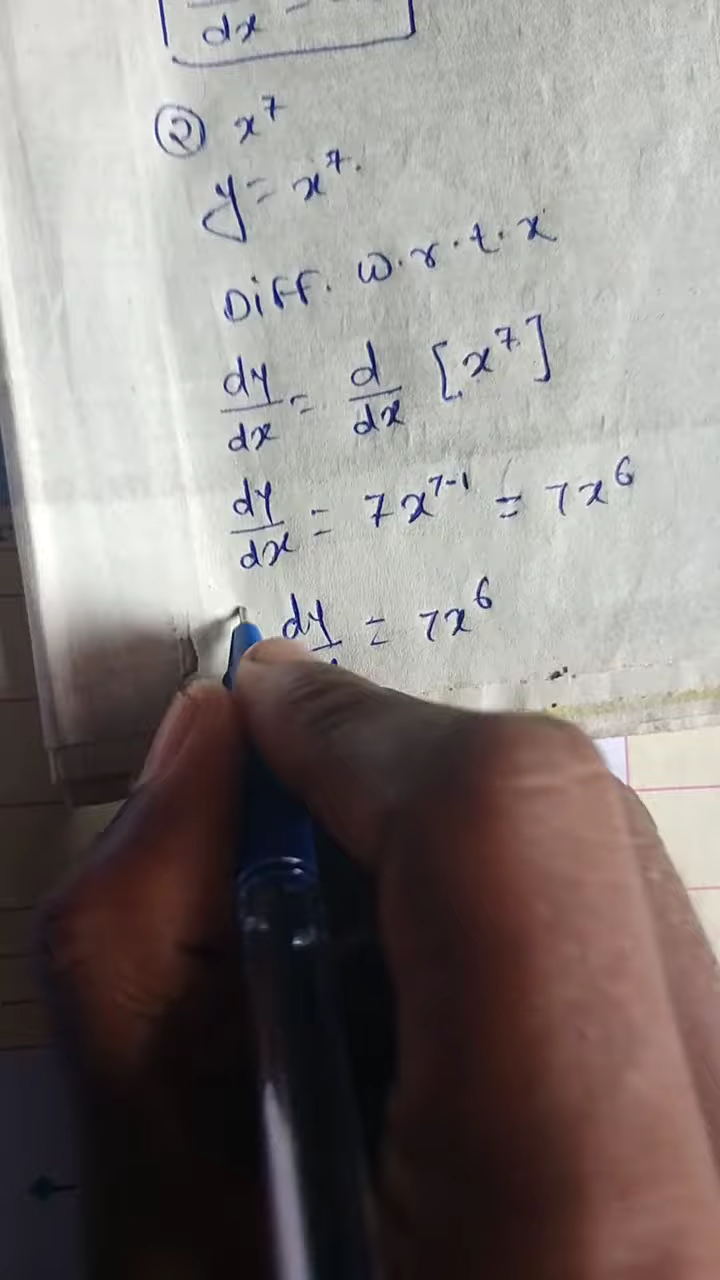 dx
② x⁷
y = x⁷.
Diff. w.r.t. x
dy/dx = d/dx [x⁷]
dy/dx = 7x⁷⁻¹ = 7x⁶
dy = 7x⁶